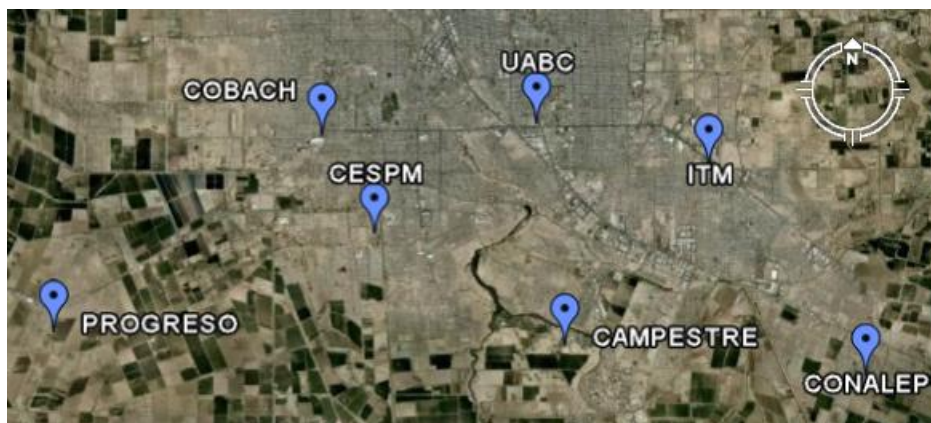 UABC
N
COBACH
CESPM
ITM
PROGRESO
CAMPESTRE
CONALEP